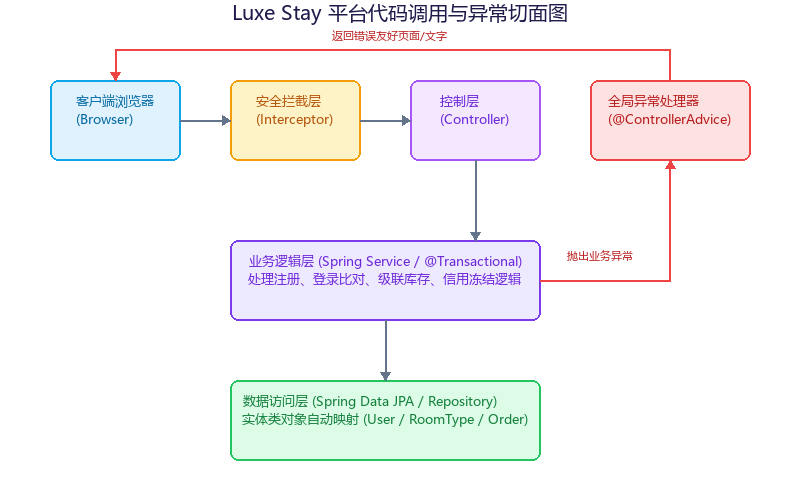 Luxe Stay 平台代码调用与异常切面图
返回错误友好页面/文字
客户端浏览器
(Browser)
安全拦截层
(Interceptor)
控制层
(Controller)
全局异常处理器
(@ControllerAdvice)
业务逻辑层 (Spring Service / @Transactional)
处理注册、登录比对、级联库存、信用冻结逻辑
抛出业务异常
数据访问层 (Spring Data JPA / Repository)
实体类对象自动映射 (User / RoomType / Order)